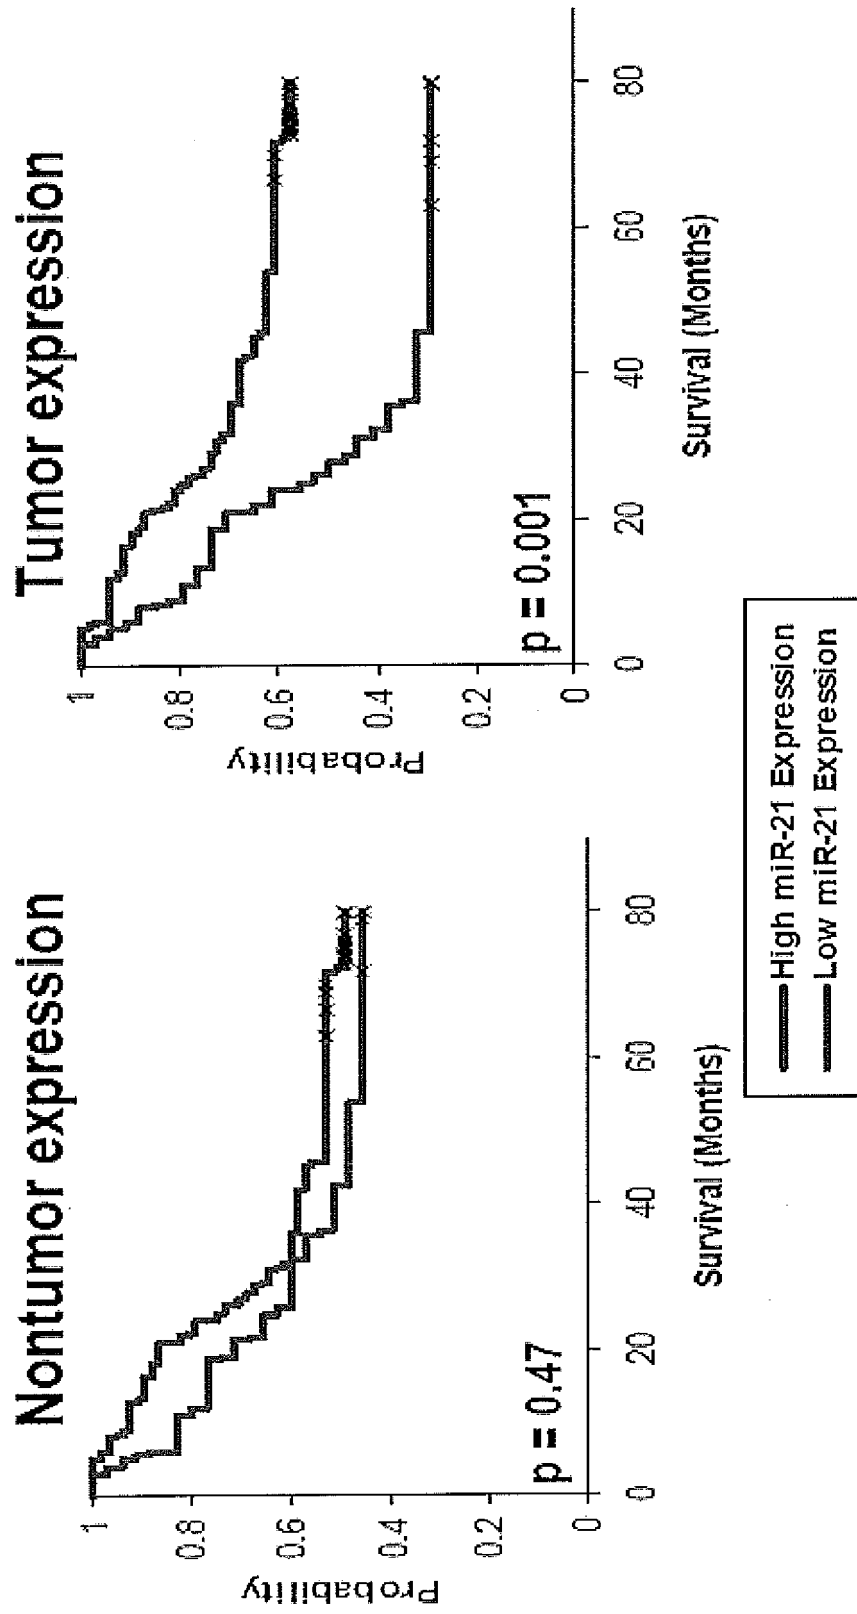 Nontumor expression
1
0.8
0.6
0.4
0.2
0
Probability
p = 0.47
0
20
40
60
80
Survival (Months)
Tumor expression
1
0.8
0.6
0.4
0.2
0
Probability
p = 0.001
0
20
40
60
80
Survival (Months)
High miR-21 Expression
Low miR-21 Expression